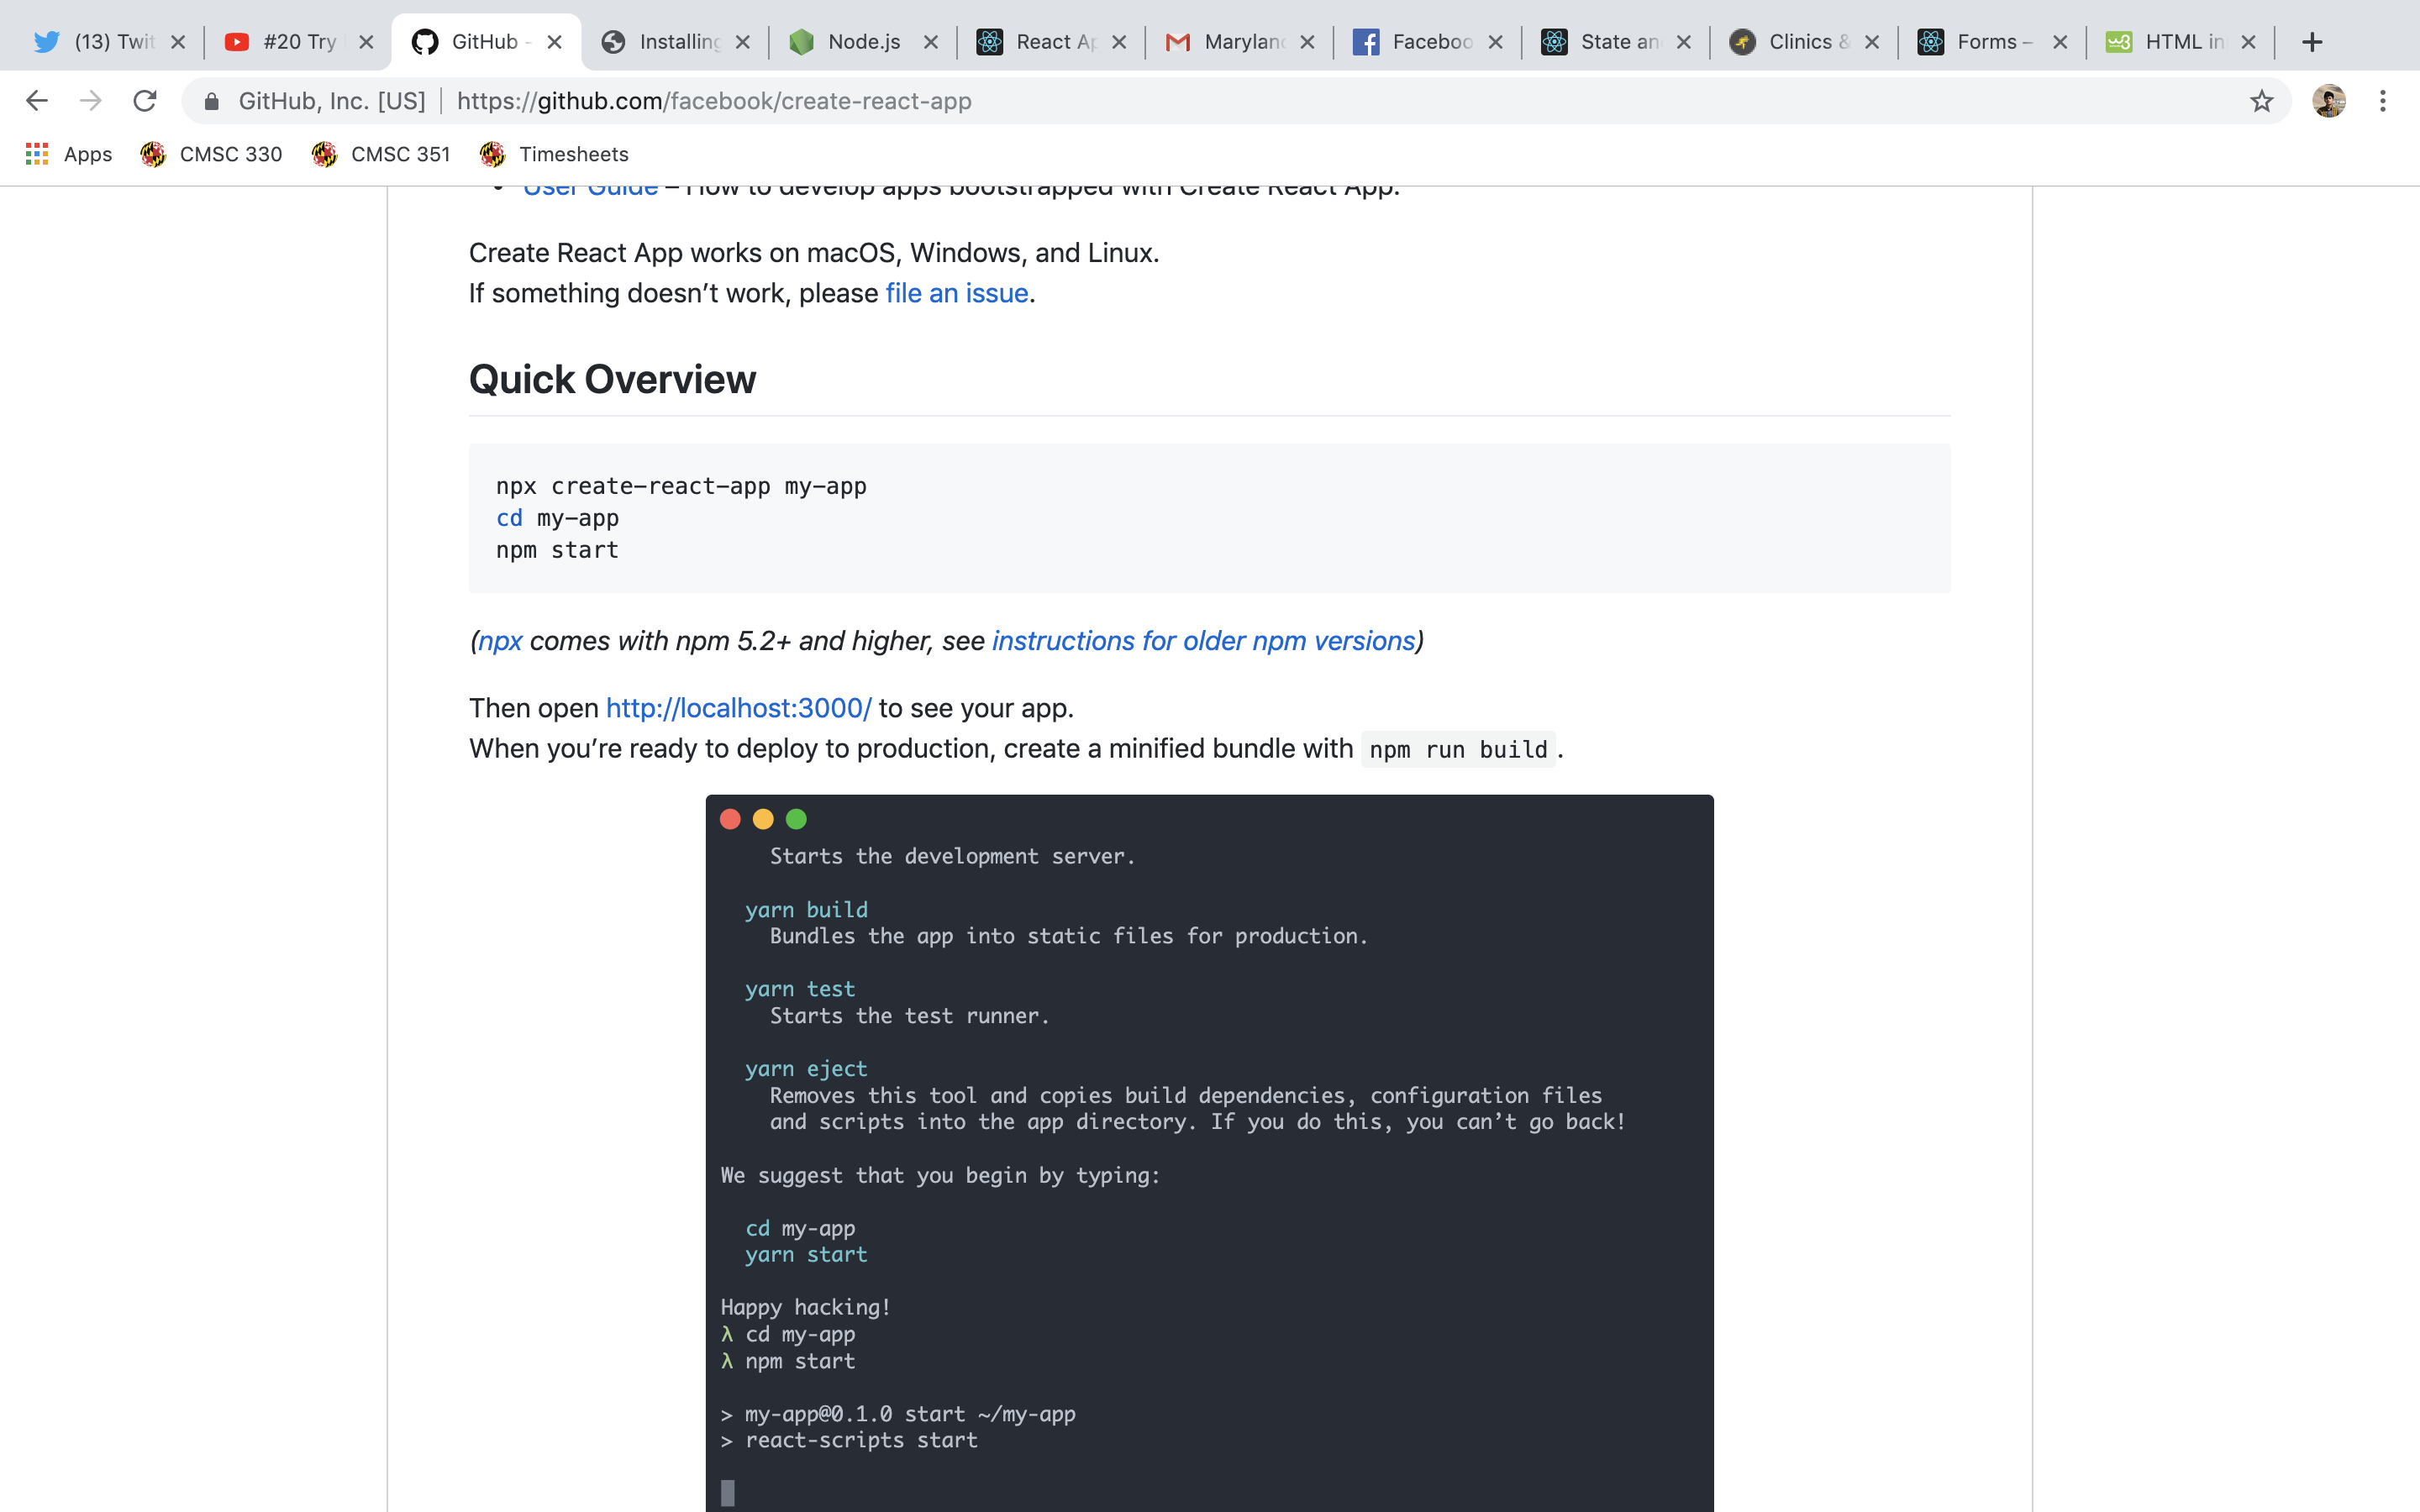 (13) Twit
#20 Try
GitHub -
Installing
Node.js
React Ap
Maryland
Faceboo
State an
Clinics &
Forms –
HTML in
GitHub, Inc. [US] | https://github.com/facebook/create-react-app
Apps CMSC 330 CMSC 351 Timesheets
• User Guide – How to develop apps bootstrapped with Create React App.
Create React App works on macOS, Windows, and Linux.
If something doesn’t work, please file an issue.
Quick Overview
npx create-react-app my-app
cd my-app
npm start
(npx comes with npm 5.2+ and higher, see instructions for older npm versions)
Then open http://localhost:3000/ to see your app.
When you’re ready to deploy to production, create a minified bundle with npm run build.
Starts the development server.
yarn build
Bundles the app into static files for production.
yarn test
Starts the test runner.
yarn eject
Removes this tool and copies build dependencies, configuration files
and scripts into the app directory. If you do this, you can’t go back!
We suggest that you begin by typing:
cd my-app
yarn start
Happy hacking!
λ cd my-app
λ npm start
> my-app@0.1.0 start ~/my-app
> react-scripts start